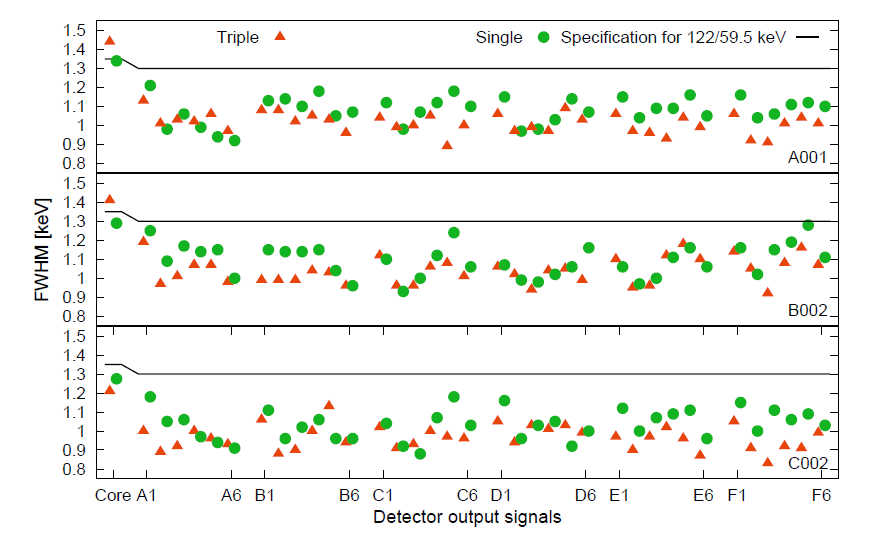 1.5
Triple
Single
Specification for 122/59.5 keV
1.4
1.3
1.2
1.1
1
0.9
0.8
A001
1.5
1.4
1.3
1.2
1.1
1
0.9
0.8
B002
FWHM [keV]
1.5
1.4
1.3
1.2
1.1
1
0.9
0.8
C002
Core A1 A6 B1 B6 C1 C6 D1 D6 E1 E6 F1 F6
Detector output signals